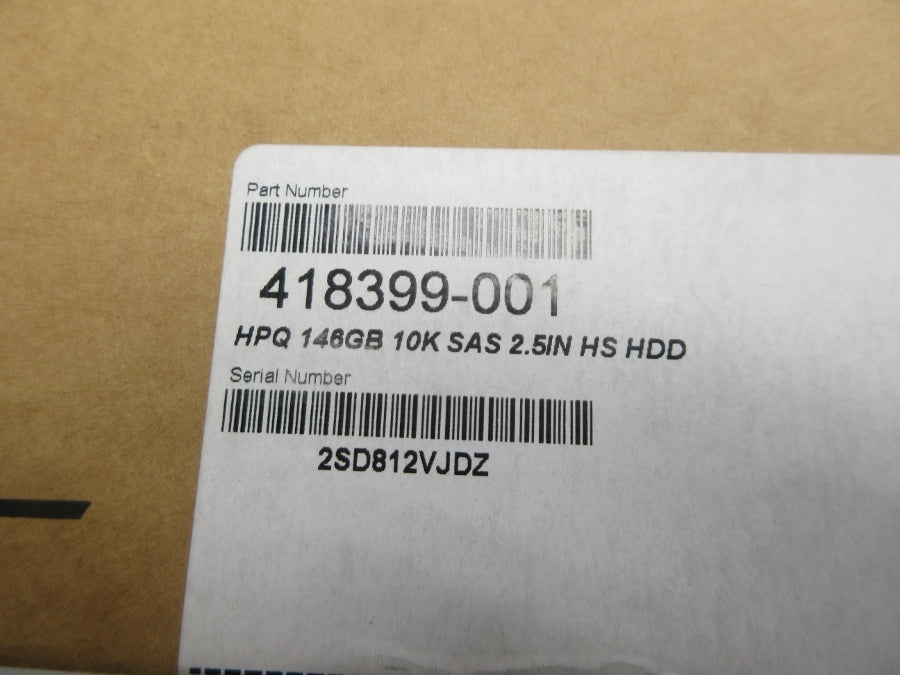 Part Number
418399-001
HPQ 146GB 10K SAS 2.5IN HS HDD
Serial Number
2SD812VJDZ